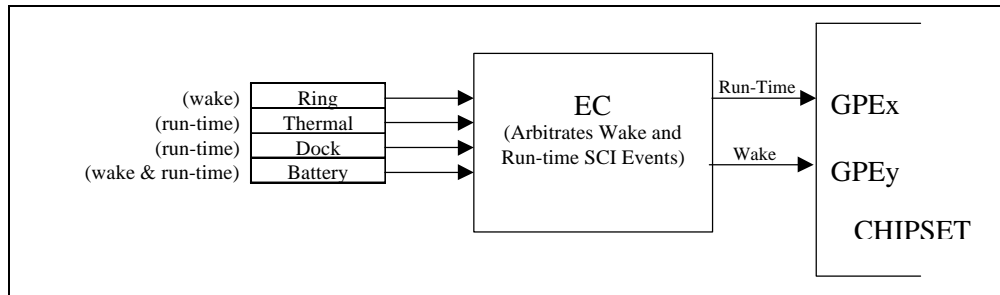 (wake) Ring
(run-time) Thermal
(run-time) Dock
(wake & run-time) Battery
EC
(Arbitrates Wake and
Run-time SCI Events)
Run-Time
Wake
GPEx
GPEy
CHIPSET